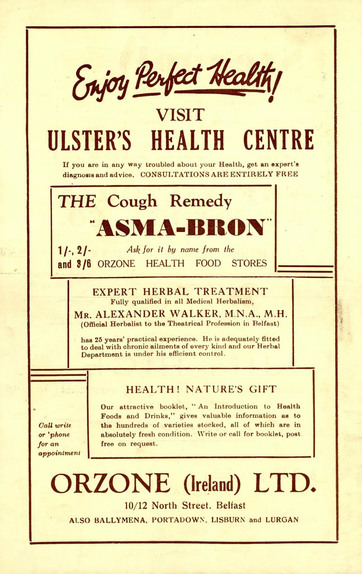 Enjoy Perfect Health!
VISIT
ULSTER'S HEALTH CENTRE
If you are in any way troubled about your Health, get an expert's
diagnosis and advice. CONSULTATIONS ARE ENTIRELY FREE
THE Cough Remedy
"ASMA-BRON"
1/-, 2/- Ask for it by name from the
and 3/6 ORZONE HEALTH FOOD STORES
EXPERT HERBAL TREATMENT
Fully qualified in all Medical Herbalism,
MR. ALEXANDER WALKER, M.N.A., M.H.
(Official Herbalist to the Theatrical Profession in Belfast)
has 25 years' practical experience. He is adequately fitted
to deal with chronic ailments of every kind and our Herbal
Department is under his efficient control.
HEALTH! NATURE'S GIFT
Our attractive booklet, "An Introduction to Health
Foods and Drinks," gives valuable information as to
the hundreds of varieties stocked, all of which are in
absolutely fresh condition. Write or call for booklet, post
free on request.
Call write
or 'phone
for an
appointment
ORZONE (Ireland) LTD.
10/12 North Street, Belfast
ALSO BALLYMENA, PORTADOWN, LISBURN and LURGAN